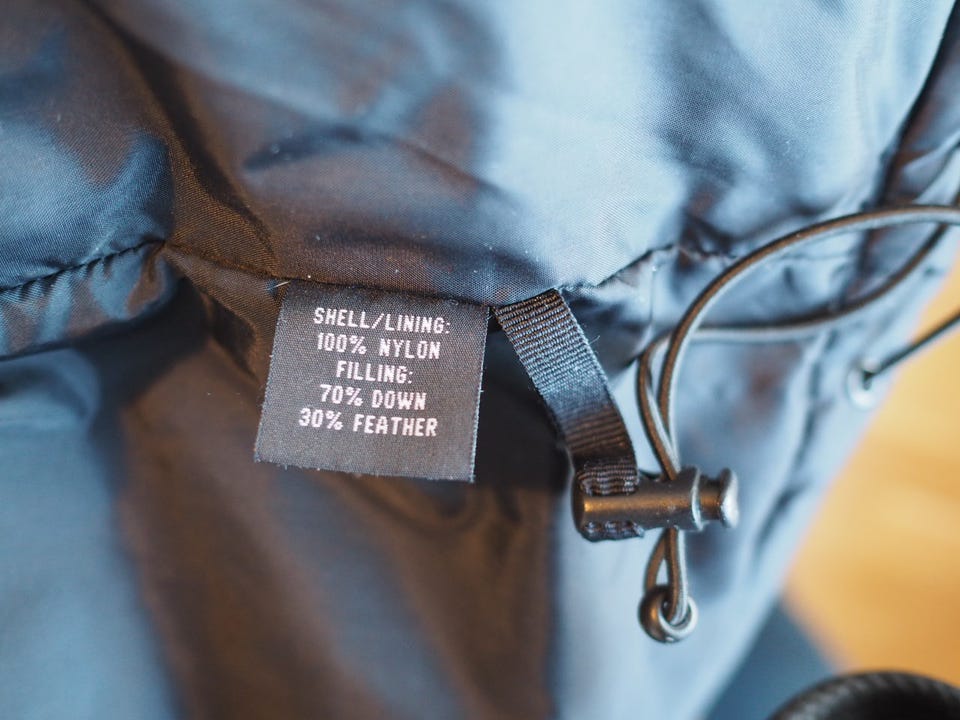 SHELL/LINING:
100% NYLON
FILLING:
70% DOWN
30% FEATHER